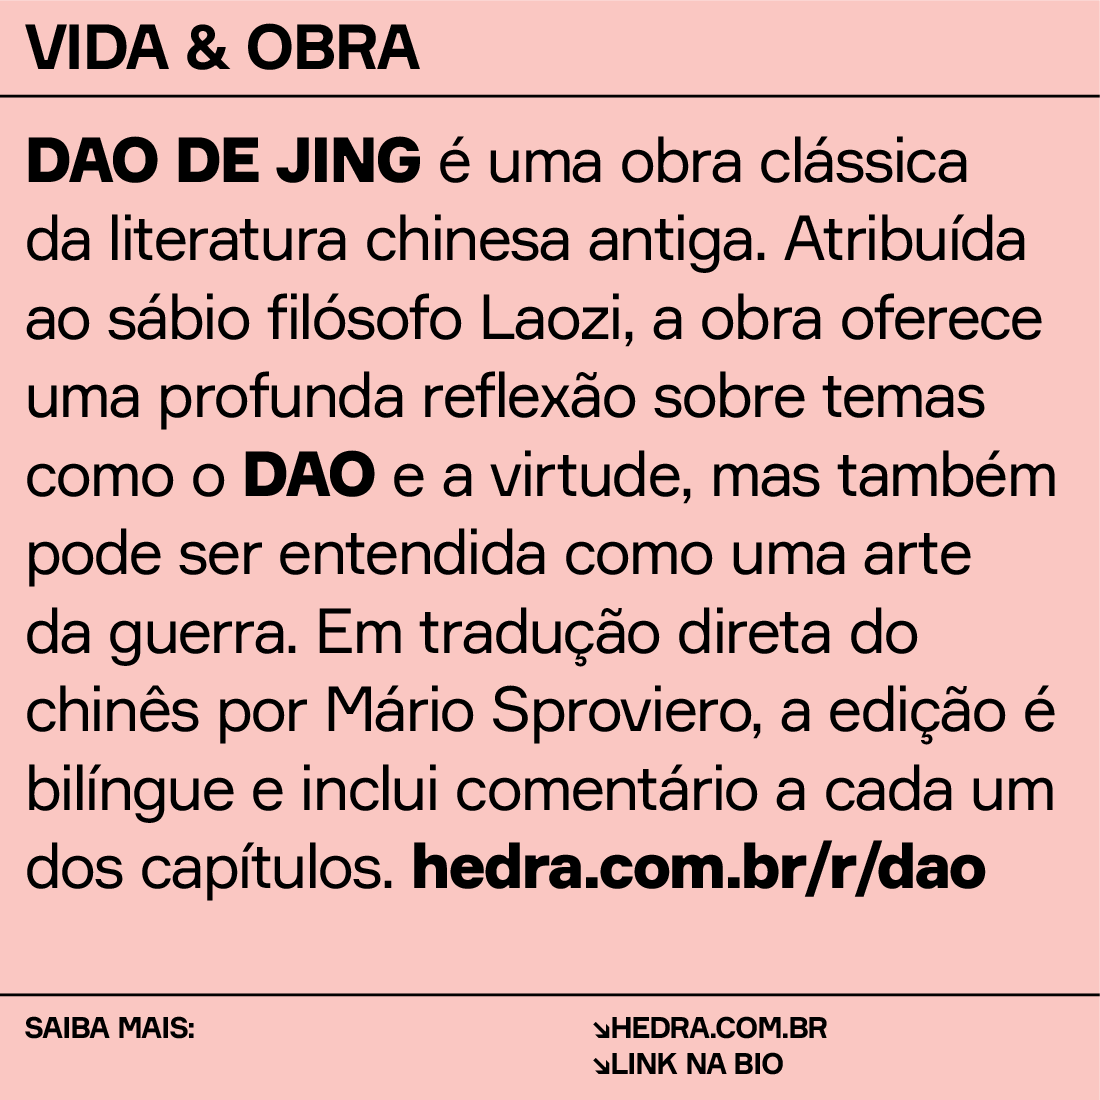 VIDA & OBRA
DAO DE JING é uma obra clássica
da literatura chinesa antiga. Atribuída
ao sábio filósofo Laozi, a obra oferece
uma profunda reflexão sobre temas
como o DAO e a virtude, mas também
pode ser entendida como uma arte
da guerra. Em tradução direta do
chinês por Mário Sproviero, a edição é
bilíngue e inclui comentário a cada um
dos capítulos. hedra.com.br/r/dao
SAIBA MAIS:
↘HEDRA.COM.BR
↘LINK NA BIO